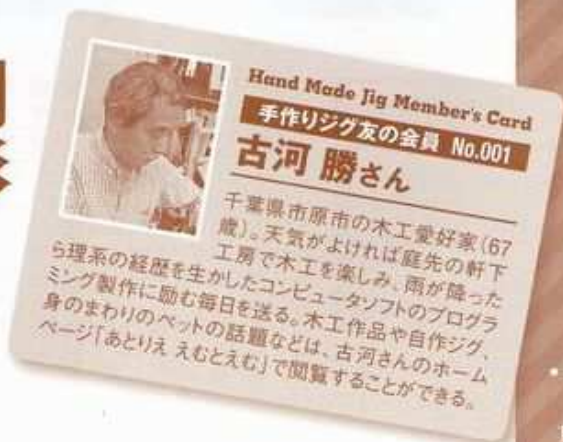 Hand Made Jig Member's Card
手作りジグ友の会員 No.001
古河 勝さん
千葉県市原市の木工愛好家(67
歳)。天気がよければ庭先の軒下
工房で木工を楽しみ、雨が降った
ら理系の経歴を生かしたコンピュータソフトのプログラ
ミング製作に励む毎日を送る。木工作品や自作ジグ、
身のまわりのペットの話題などは、古河さんのホーム
ページ「あとりえ えむとえむ」で閲覧することができる。